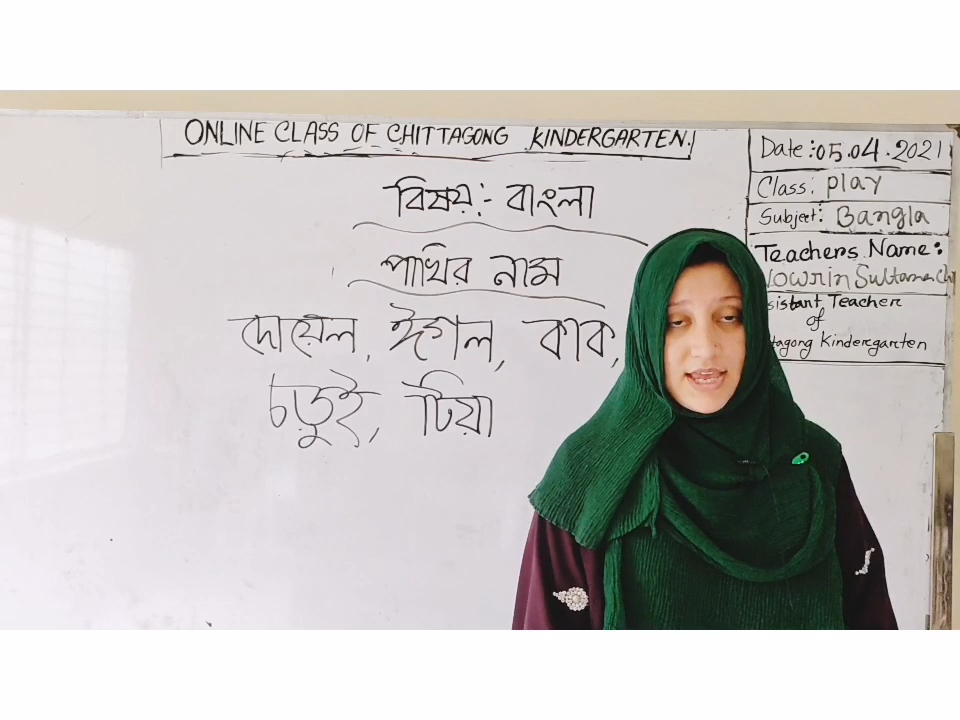 ONLINE CLASS OF CHITTAGONG KINDERGARTEN!
বিষয়:- বাংলা
পাখির নাম
দোয়েল, ঈগল, কাক,
চড়ুই, টিয়া
Date: 05.04.2021
Class: play
Subject: Bangla
Teachers Name:
Sultana
Teacher
of
Kindergarten